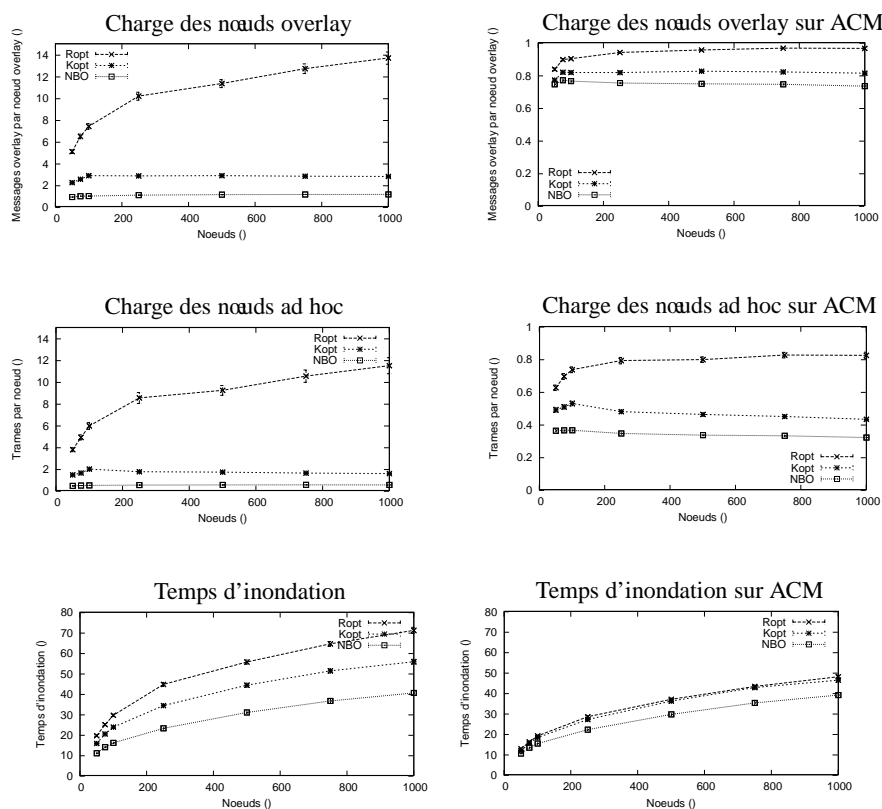 Charge des nœuds overlay
Messages overlay par noeud overlay ()
14
12
10
8
6
4
2
0
Ropt
Kopt
NBO
0 200 400 600 800 1000
Noeuds ()
Charge des nœuds overlay sur ACM
Messages overlay par noeud overlay ()
1
0.8
0.6
0.4
0.2
0
Ropt
Kopt
NBO
0 200 400 600 800 1000
Noeuds ()
Charge des nœuds ad hoc
Trames par noeud ()
14
12
10
8
6
4
2
0
Ropt
Kopt
NBO
0 200 400 600 800 1000
Noeuds ()
Charge des nœuds ad hoc sur ACM
Trames par noeud ()
1
0.8
0.6
0.4
0.2
0
Ropt
Kopt
NBO
0 200 400 600 800 1000
Noeuds ()
Temps d'inondation
Temps d'inondation ()
80
70
60
50
40
30
20
10
0
Ropt
Kopt
NBO
0 200 400 600 800 1000
Noeuds ()
Temps d'inondation sur ACM
Temps d'inondation ()
80
70
60
50
40
30
20
10
0
Ropt
Kopt
NBO
0 200 400 600 800 1000
Noeuds ()